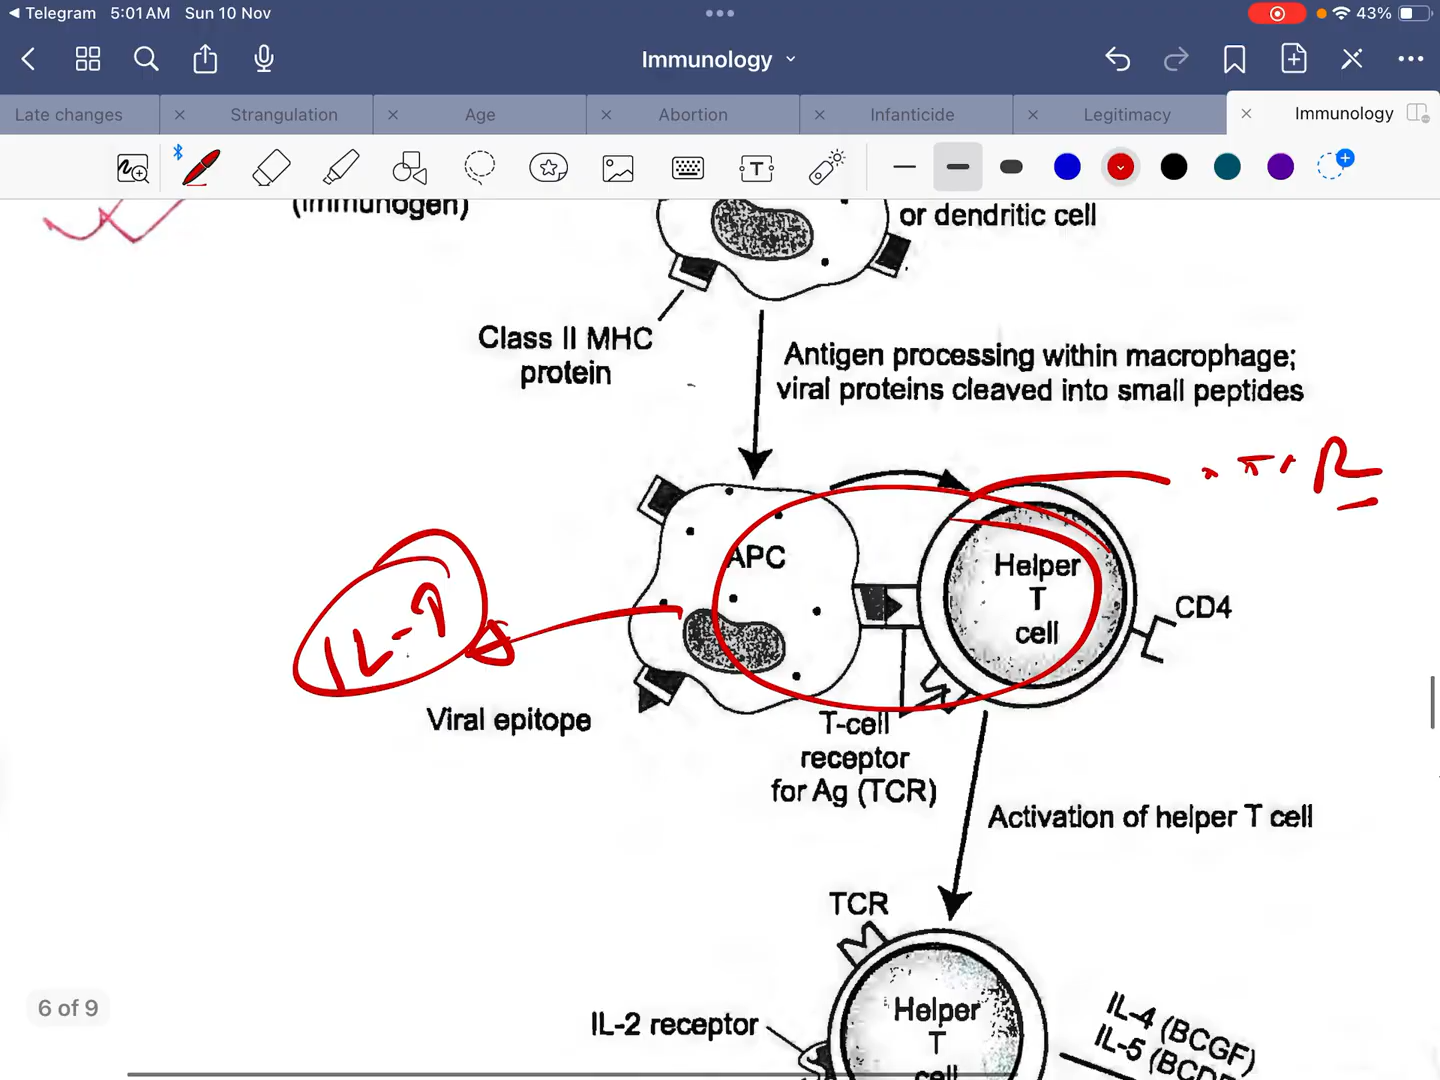 Telegram 5:01 AM Sun 10 Nov
43%
Immunology
Late changes
Strangulation
Age
Abortion
Infanticide
Legitimacy
Immunology
(immunogen)
or dendritic cell
Class II MHC
protein
Antigen processing within macrophage;
viral proteins cleaved into small peptides
APC
Helper
T
cell
CD4
Viral epitope
T-cell
receptor
for Ag (TCR)
Activation of helper T cell
TCR
6 of 9
IL-2 receptor
Helper
T
cell
IL-4 (BCGF)
IL-5